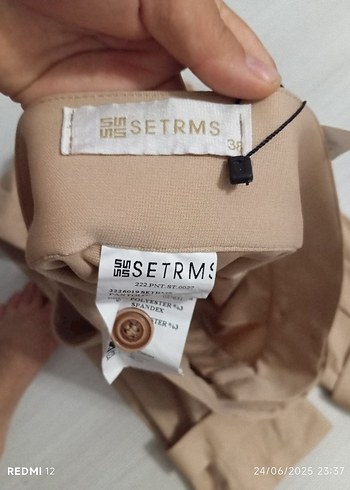 SETRMS
38
SETRMS
222.PNT.ST.0027
POLYESTER %3
SPANDEX
REDMI 12
24/06/2025 23:37